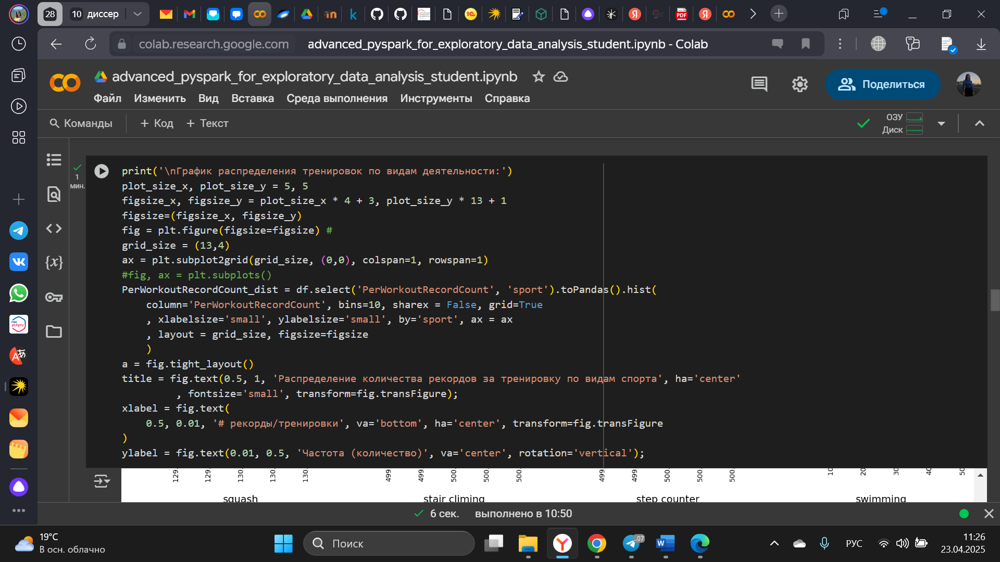 28
10 диссер
colab.research.google.com
advanced_pyspark_for_exploratory_data_analysis_student.ipynb - Colab
advanced_pyspark_for_exploratory_data_analysis_student.ipynb
Поделиться
Файл Изменить Вид Вставка Среда выполнения Инструменты Справка
Команды + Код + Текст
ОЗУ
Диск
1
мин.
print('\nГрафик распределения тренировок по видам деятельности:')
plot_size_x, plot_size_y = 5, 5
figsize_x, figsize_y = plot_size_x * 4 + 3, plot_size_y * 13 + 1
figsize=(figsize_x, figsize_y)
fig = plt.figure(figsize=figsize) #
grid_size = (13,4)
ax = plt.subplot2grid(grid_size, (0,0), colspan=1, rowspan=1)
#fig, ax = plt.subplots()
PerWorkoutRecordCount_dist = df.select('PerWorkoutRecordCount', 'sport').toPandas().hist(
    column='PerWorkoutRecordCount', bins=10, sharex = False, grid=True
    , xlabelsize='small', ylabelsize='small', by='sport', ax = ax
    , layout = grid_size, figsize=figsize
    )
a = fig.tight_layout()
title = fig.text(0.5, 1, 'Распределение количества рекордов за тренировку по видам спорта', ha='center'
         , fontsize='small', transform=fig.transFigure);
xlabel = fig.text(
    0.5, 0.01, '# рекорды/тренировки', va='bottom', ha='center', transform=fig.transFigure
)
ylabel = fig.text(0.01, 0.5, 'Частота (количество)', va='center', rotation='vertical');
129. 129. 130. 130. 130. 499 499 500. 500. 500. 499 499 500. 500. 500. 10 20 30 40 50
squash stair climing step counter swimming
6 сек. выполнено в 10:50
19°C
В осн. облачно
Поиск
РУС
11:26
23.04.2025